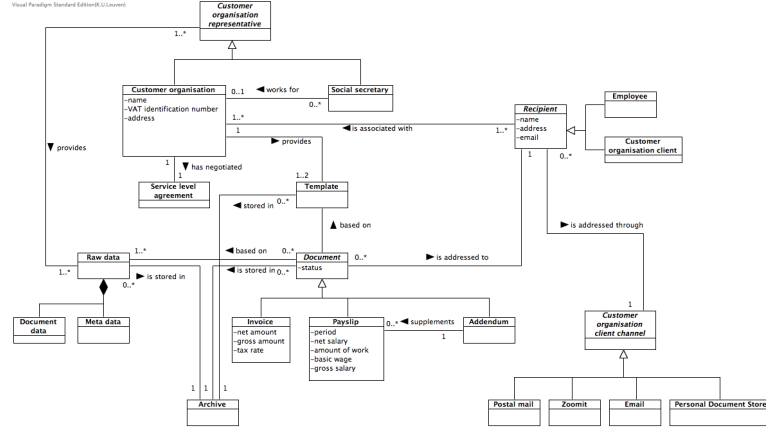 Visual Paradigm Standard Edition(K.U.Leuven)
Customer
organisation
representative
1..*
Customer organisation
-name
-VAT identification number
-address
0..1
works for
0..*
Social secretary
1..*
is associated with
1..*
1
provides
Recipient
-name
-address
-email
Employee
Customer
organisation client
provides
1
has negotiated
1
Service level
agreement
1..2
Template
0..*
stored in
1
0..*
based on
is addressed through
Raw data
1..*
based on
0..*
1..*
0..*
is stored in
is stored in
0..*
Document
-status
0..*
is addressed to
Document
data
Meta data
Invoice
-net amount
-gross amount
-tax rate
Payslip
-period
-net salary
-amount of work
-basic wage
-gross salary
0..*
supplements
1
Addendum
1
Customer
organisation
client channel
1
1
1
Archive
Postal mail
Zoomit
Email
Personal Document Store